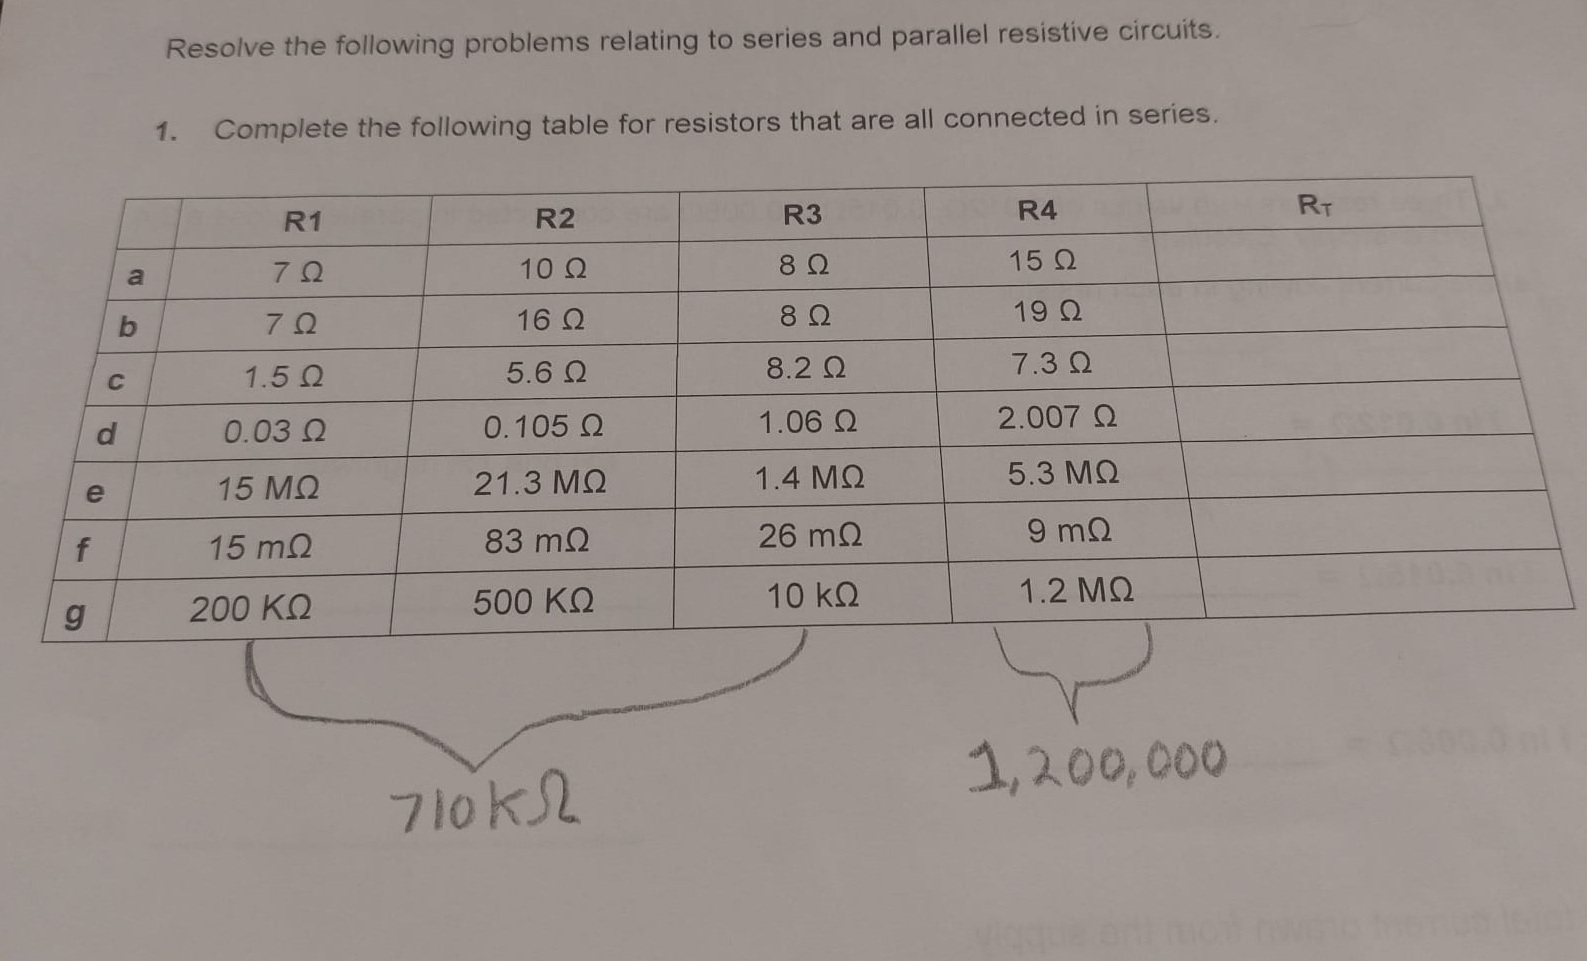 Resolve the following problems relating to series and parallel resistive circuits.
1. Complete the following table for resistors that are all connected in series.
R1 R2 R3 R4 RT
a 7 Ω 10 Ω 8 Ω 15 Ω
b 7 Ω 16 Ω 8 Ω 19 Ω
c 1.5 Ω 5.6 Ω 8.2 Ω 7.3 Ω
d 0.03 Ω 0.105 Ω 1.06 Ω 2.007 Ω
e 15 MΩ 21.3 MΩ 1.4 MΩ 5.3 MΩ
f 15 mΩ 83 mΩ 26 mΩ 9 mΩ
g 200 KΩ 500 KΩ 10 kΩ 1.2 MΩ
710KΩ 1,200,000